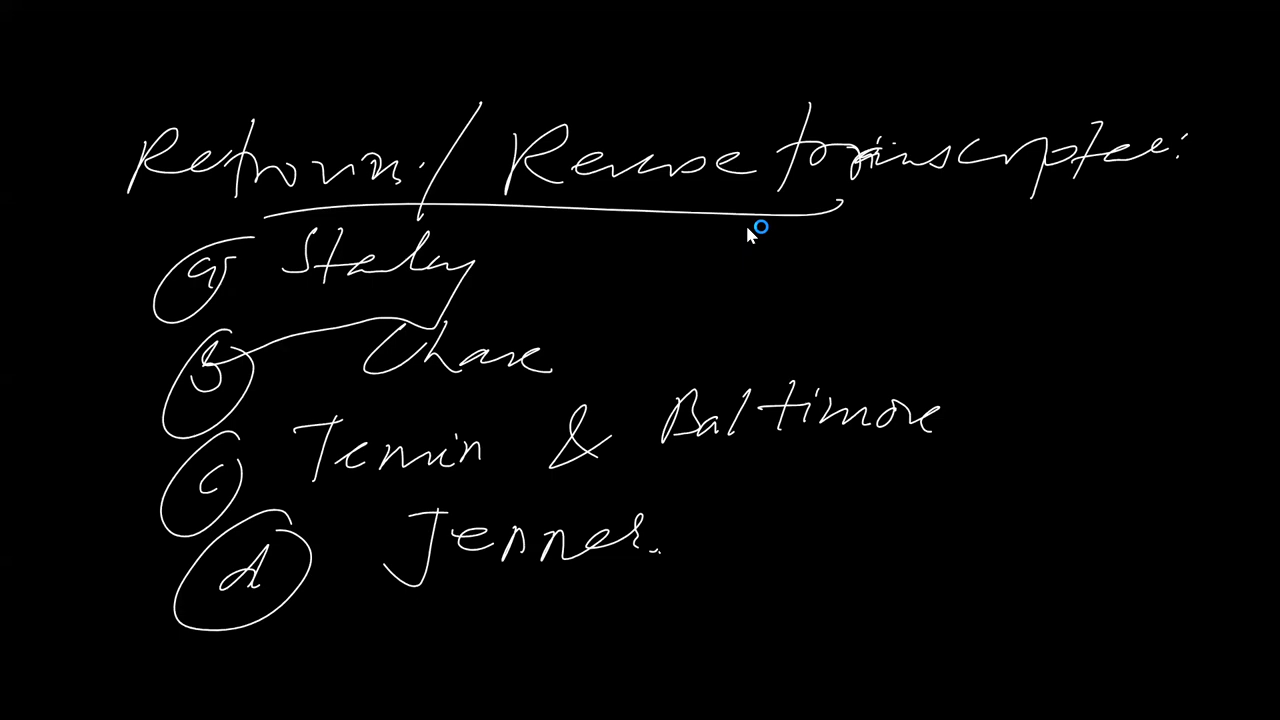 Retrovirus / Reverse transcriptase:
(a) Stanley
(b) Chase
(c) Temin & Baltimore
(d) Jenner.